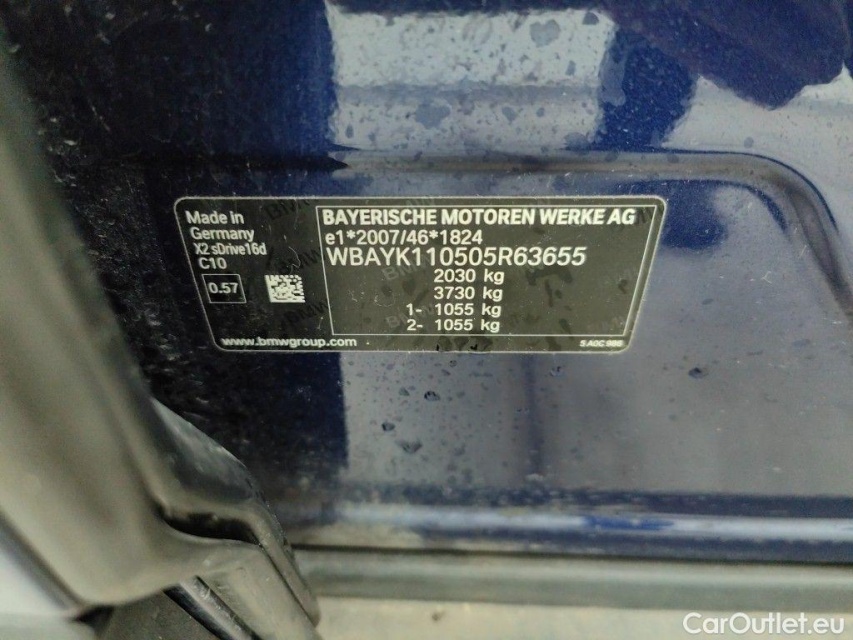 Made in
Germany
X2 sDrive16d
C10
0.57
BAYERISCHE MOTOREN WERKE AG
e1*2007/46*1824
WBAYK110505R63655
2030 kg
3730 kg
1- 1055 kg
2- 1055 kg
www.bmwgroup.com
CarOutlet.eu